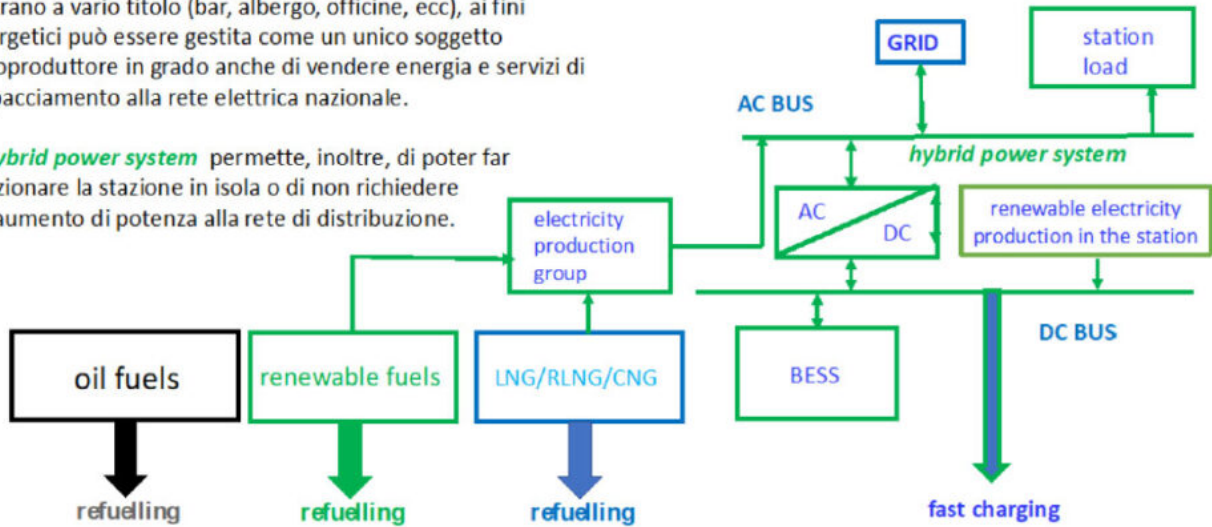 rano a vario titolo (bar, albergo, officine, ecc), ai fini
rgetici può essere gestita come un unico soggetto
oproduttore in grado anche di vendere energia e servizi di
pacciamento alla rete elettrica nazionale.
ybrid power system permette, inoltre, di poter far
zionare la stazione in isola o di non richiedere
aumento di potenza alla rete di distribuzione.
GRID
station
load
AC BUS
hybrid power system
electricity
production
group
AC
DC
renewable electricity
production in the station
DC BUS
oil fuels
renewable fuels
LNG/RLNG/CNG
BESS
refuelling
refuelling
refuelling
fast charging